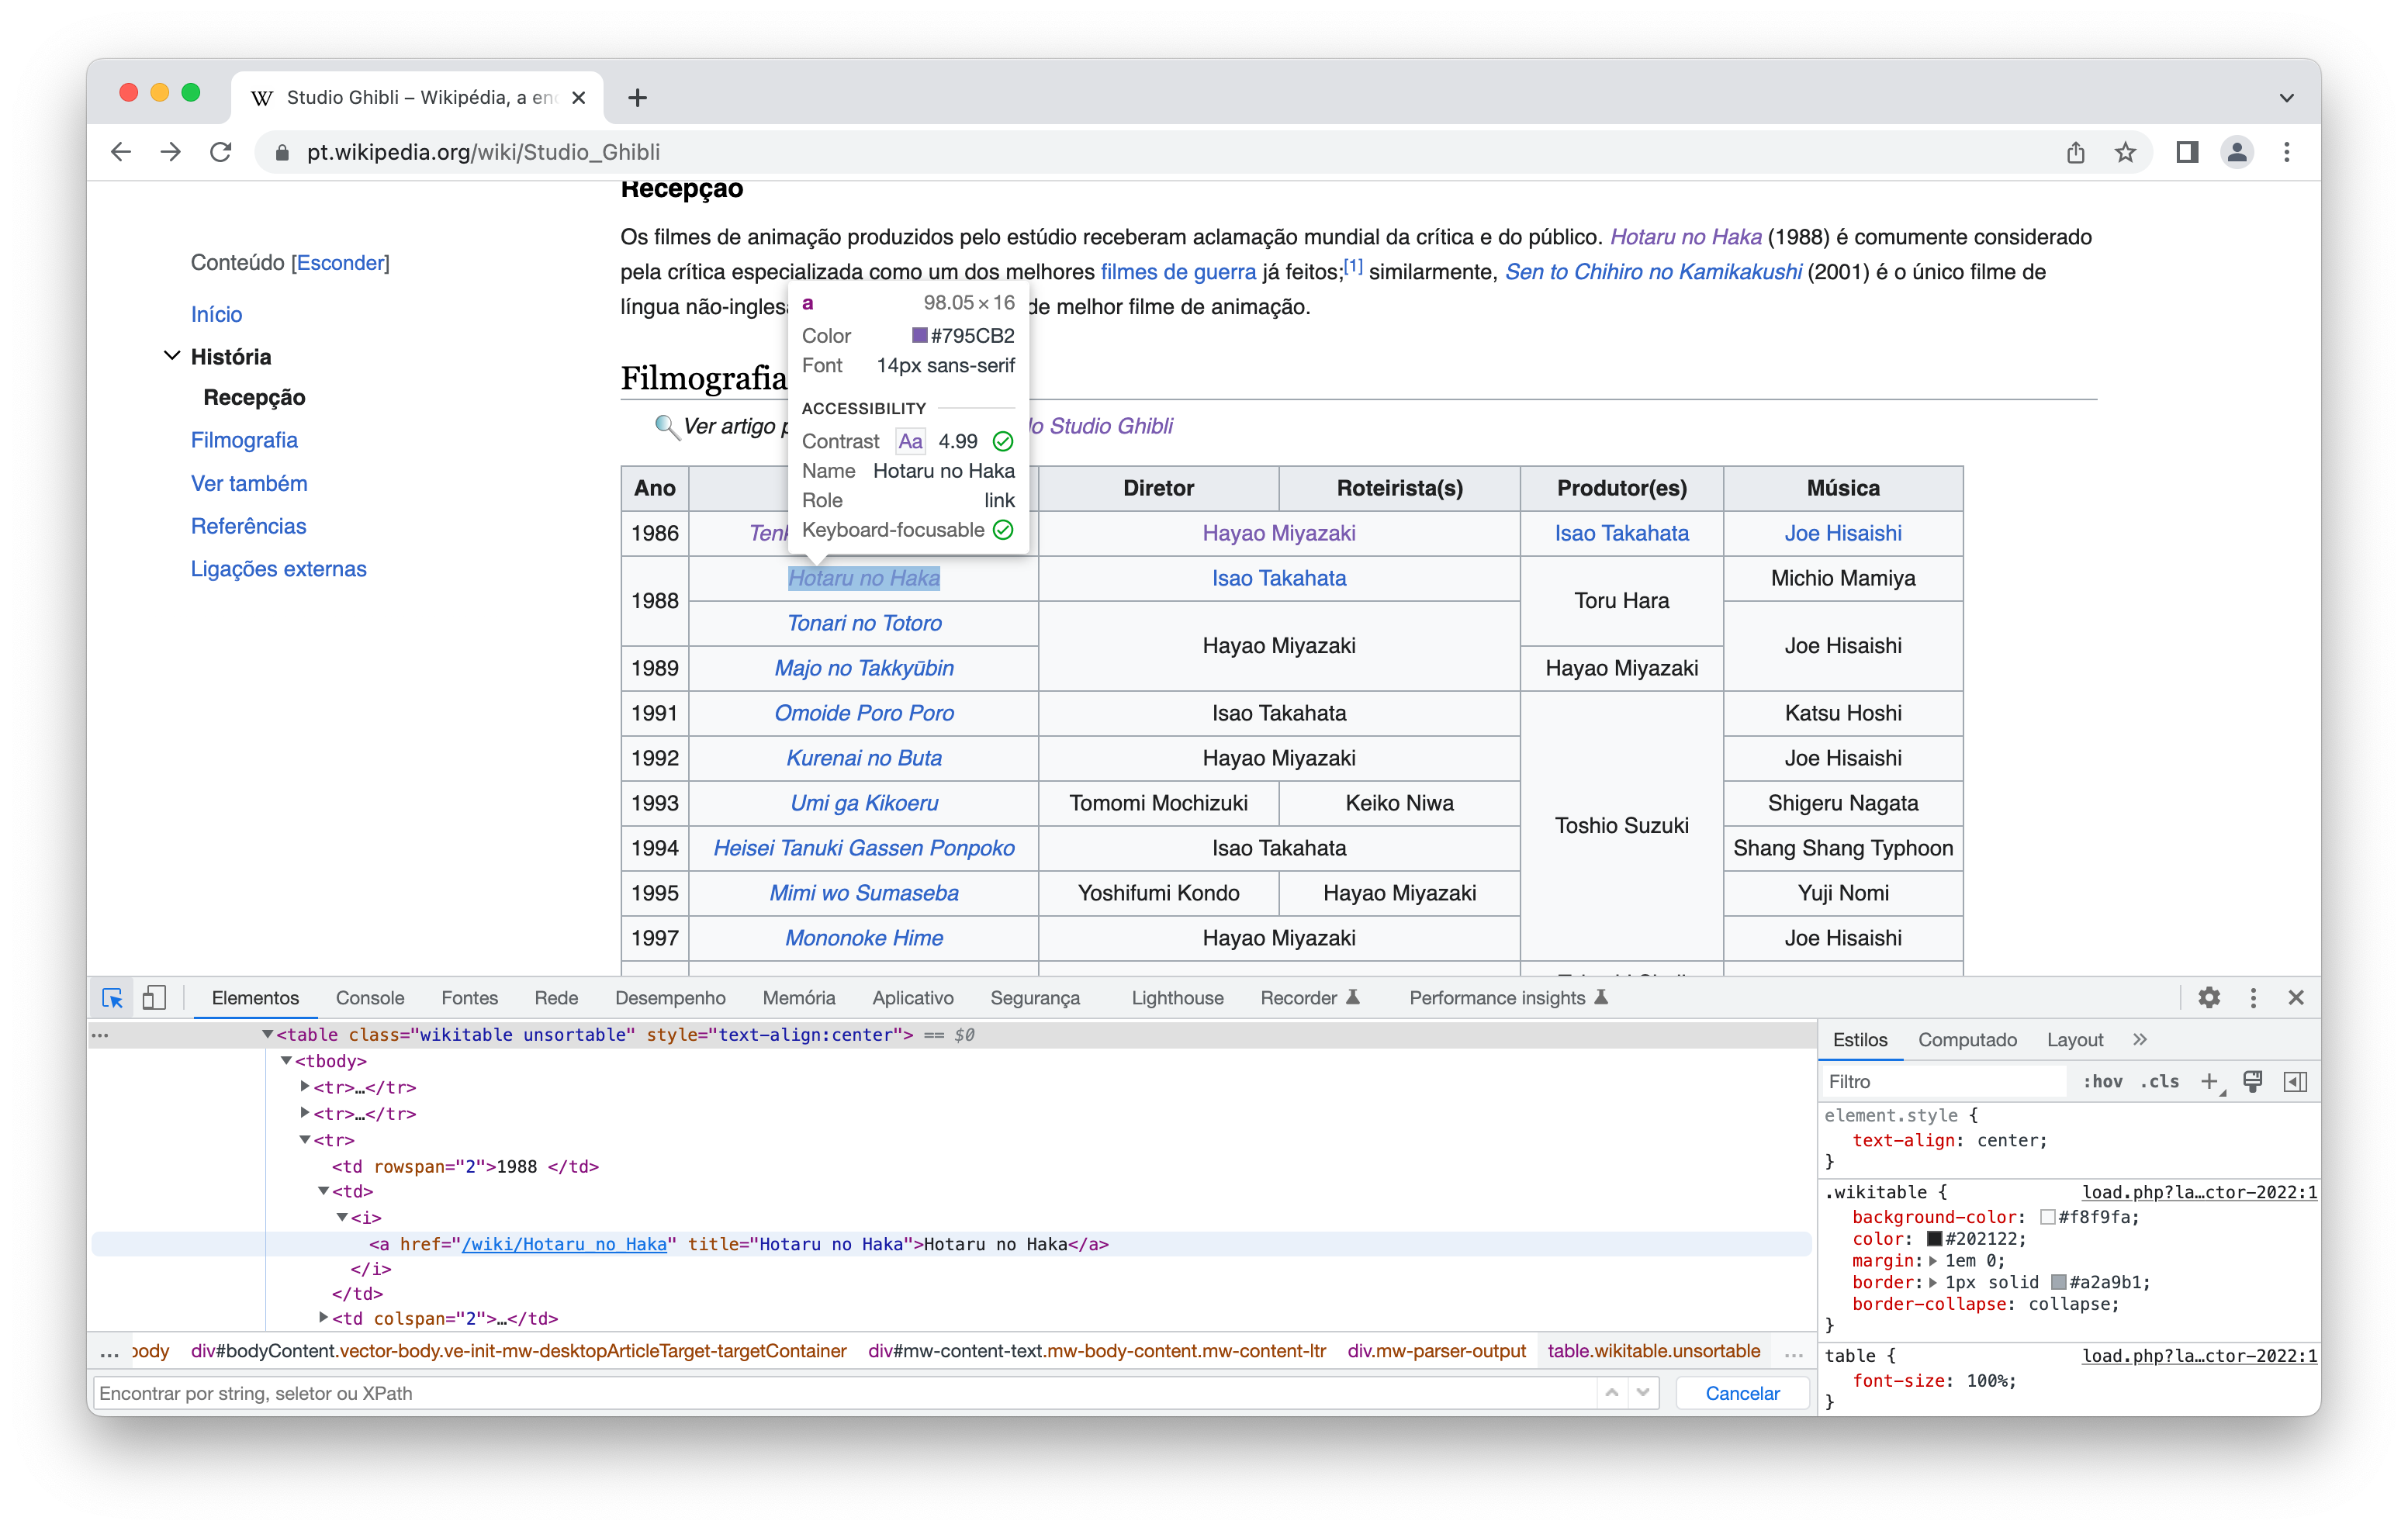 Studio Ghibli – Wikipédia, a en
pt.wikipedia.org/wiki/Studio_Ghibli
Conteúdo [Esconder]
Início
História
Recepção
Filmografia
Ver também
Referências
Ligações externas
Recepção
Os filmes de animação produzidos pelo estúdio receberam aclamação mundial da crítica e do público. Hotaru no Haka (1988) é comumente considerado
pela crítica especializada como um dos melhores filmes de guerra já feitos;[1] similarmente, Sen to Chihiro no Kamikakushi (2001) é o único filme de
língua não-ingles de melhor filme de animação.
Filmografia
Ver artigo Studio Ghibli
a 98.05×16
Color #795CB2
Font 14px sans-serif
ACCESSIBILITY
Contrast Aa 4.99
Name Hotaru no Haka
Role link
Keyboard-focusable
Ano Diretor Roteirista(s) Produtor(es) Música
1986 Ten Hayao Miyazaki Isao Takahata Joe Hisaishi
1988 Hotaru no Haka Isao Takahata Toru Hara Michio Mamiya
Tonari no Totoro Hayao Miyazaki Joe Hisaishi
1989 Majo no Takkyūbin Hayao Miyazaki
1991 Omoide Poro Poro Isao Takahata Toshio Suzuki Katsu Hoshi
1992 Kurenai no Buta Hayao Miyazaki Joe Hisaishi
1993 Umi ga Kikoeru Tomomi Mochizuki Keiko Niwa Shigeru Nagata
1994 Heisei Tanuki Gassen Ponpoko Isao Takahata Shang Shang Typhoon
1995 Mimi wo Sumaseba Yoshifumi Kondo Hayao Miyazaki Yuji Nomi
1997 Mononoke Hime Hayao Miyazaki Joe Hisaishi
Elementos Console Fontes Rede Desempenho Memória Aplicativo Segurança Lighthouse Recorder Performance insights
<table class="wikitable unsortable" style="text-align:center"> == $0
<tbody>
<tr>…</tr>
<tr>…</tr>
<tr>
<td rowspan="2">1988 </td>
<td>
<i>
<a href="/wiki/Hotaru_no_Haka" title="Hotaru no Haka">Hotaru no Haka</a>
</i>
</td>
<td colspan="2">…</td>
... body div#bodyContent.vector-body.ve-init-mw-desktopArticleTarget-targetContainer div#mw-content-text.mw-body-content.mw-content-ltr div.mw-parser-output table.wikitable.unsortable ...
Encontrar por string, seletor ou XPath Cancelar
Estilos Computado Layout
Filtro :hov .cls
element.style {
text-align: center;
}
.wikitable { load.php?la…ctor-2022:1
background-color: #f8f9fa;
color: #202122;
margin: 1em 0;
border: 1px solid #a2a9b1;
border-collapse: collapse;
}
table { load.php?la…ctor-2022:1
font-size: 100%;
}